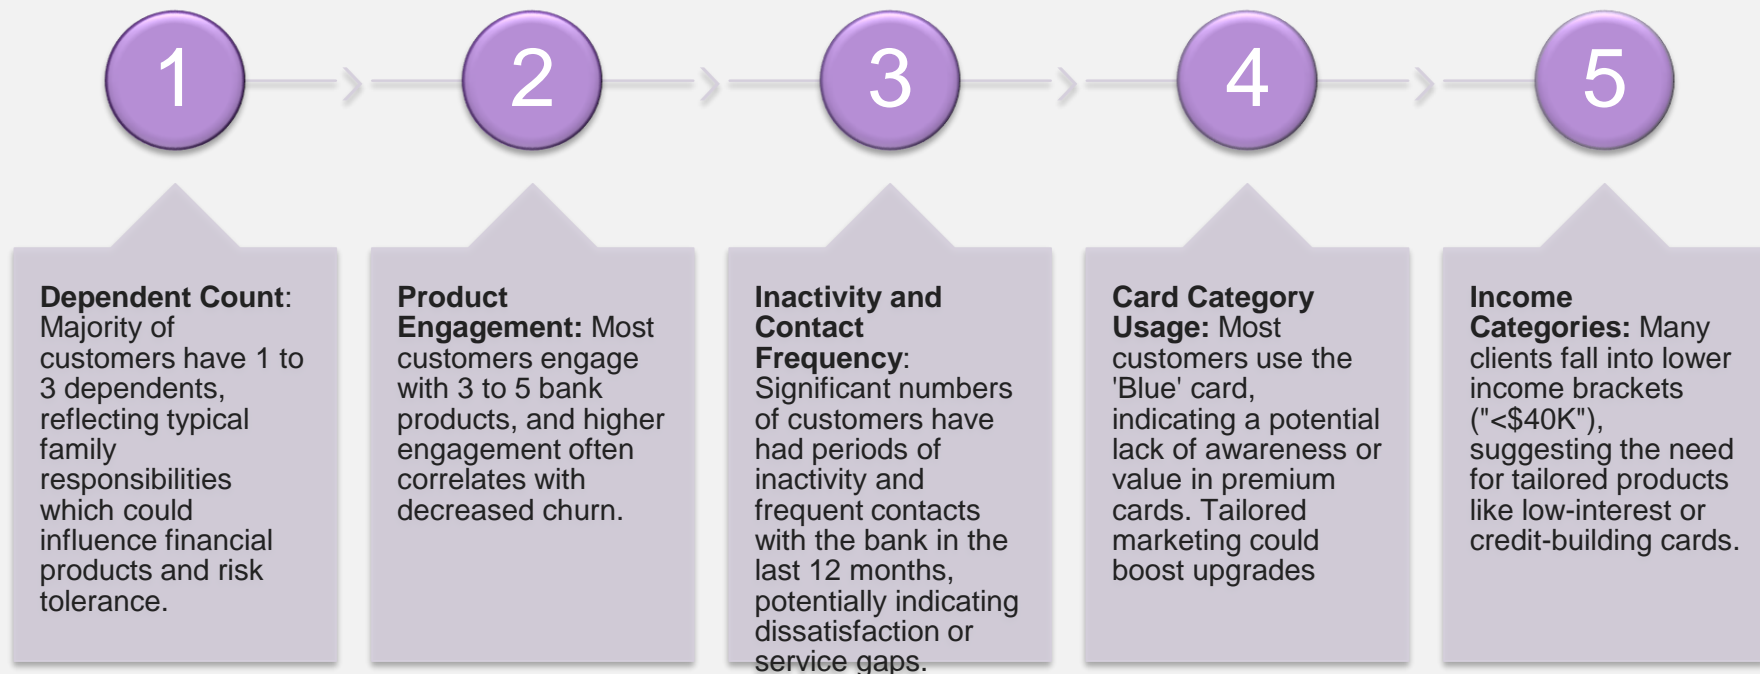 1
2
3
4
5
Dependent Count:
Majority of
customers have 1 to
3 dependents,
reflecting typical
family
responsibilities
which could
influence financial
products and risk
tolerance.
Product
Engagement: Most
customers engage
with 3 to 5 bank
products, and higher
engagement often
correlates with
decreased churn.
Inactivity and
Contact
Frequency:
Significant numbers
of customers have
had periods of
inactivity and
frequent contacts
with the bank in the
last 12 months,
potentially indicating
dissatisfaction or
service gaps.
Card Category
Usage: Most
customers use the
'Blue' card,
indicating a potential
lack of awareness or
value in premium
cards. Tailored
marketing could
boost upgrades
Income
Categories: Many
clients fall into lower
income brackets
("<$40K"),
suggesting the need
for tailored products
like low-interest or
credit-building cards.